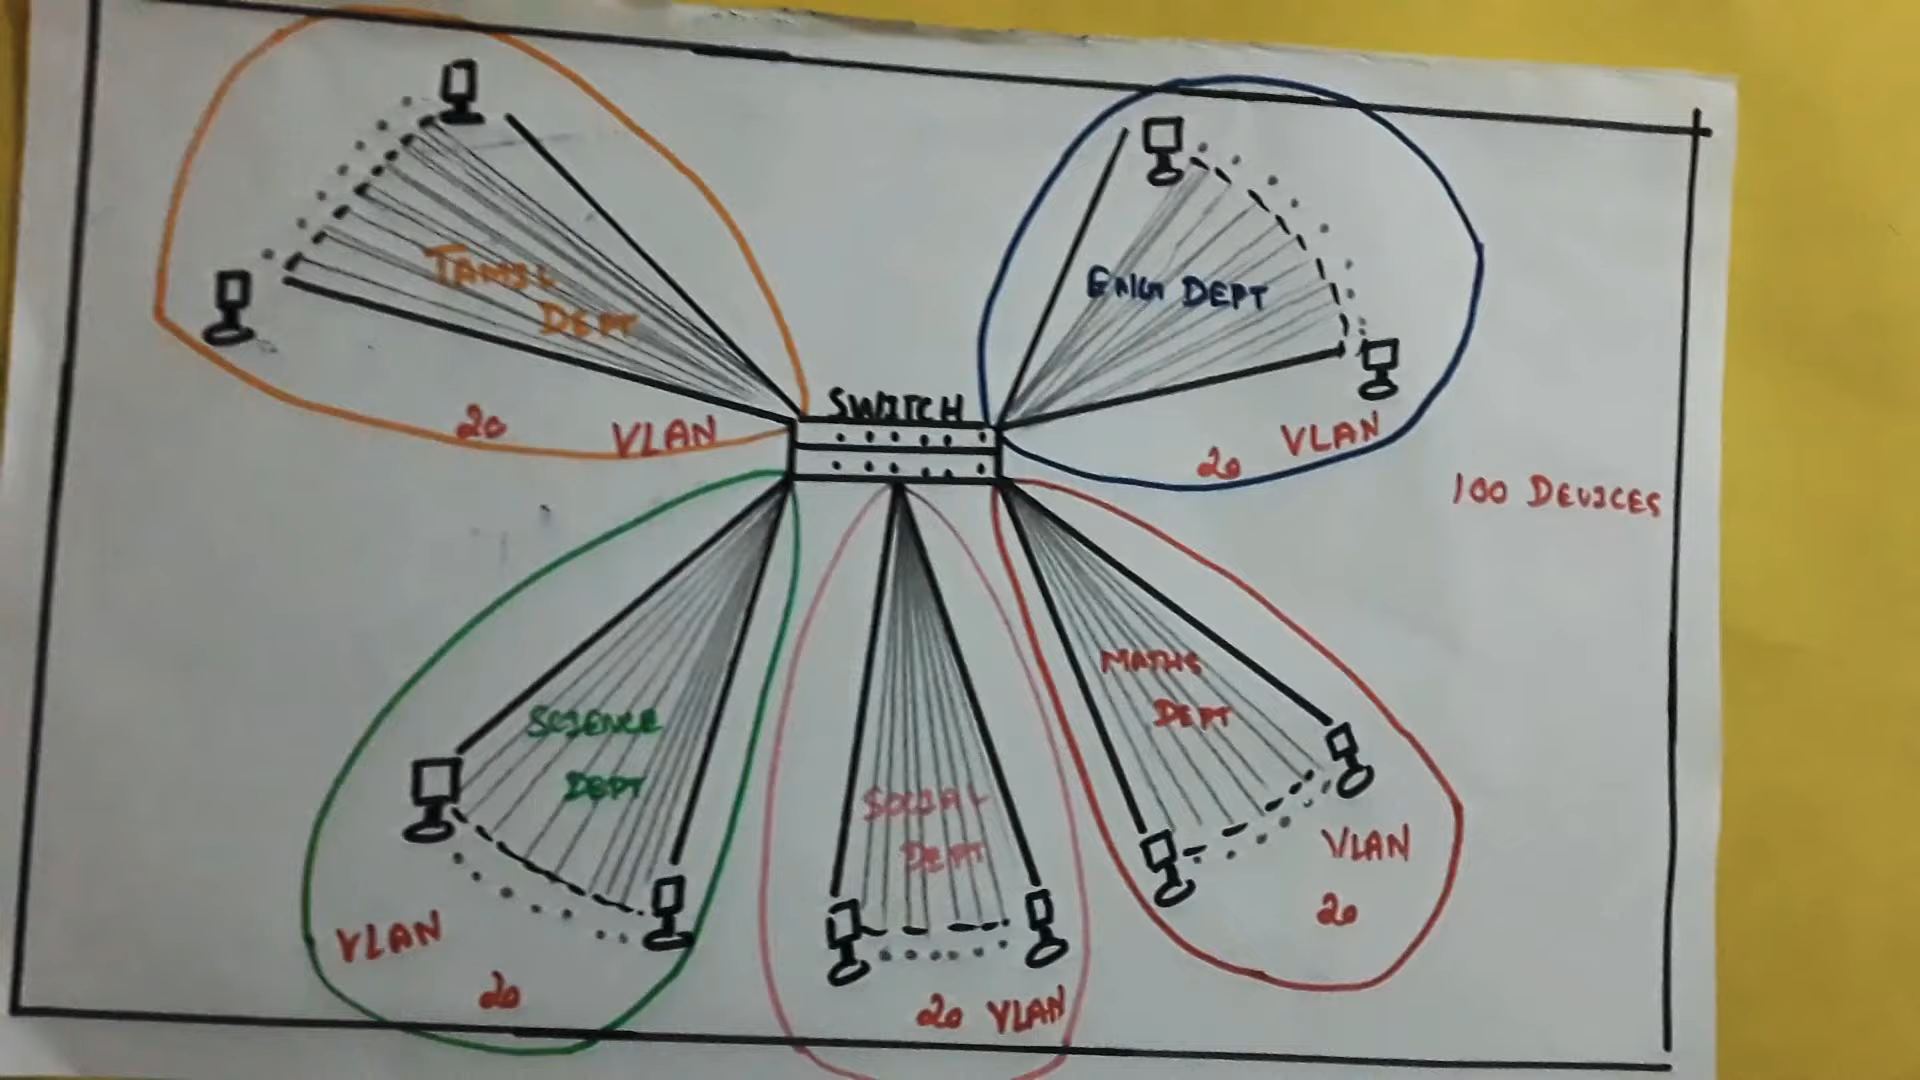 TAMIL
DEPT
20 VLAN
SWITCH
ENG DEPT
VLAN
20
100 DEVICES
SCIENCE
DEPT
VLAN
20
SOCIAL
DEPT
20 VLAN
MATHS
DEPT
VLAN
20